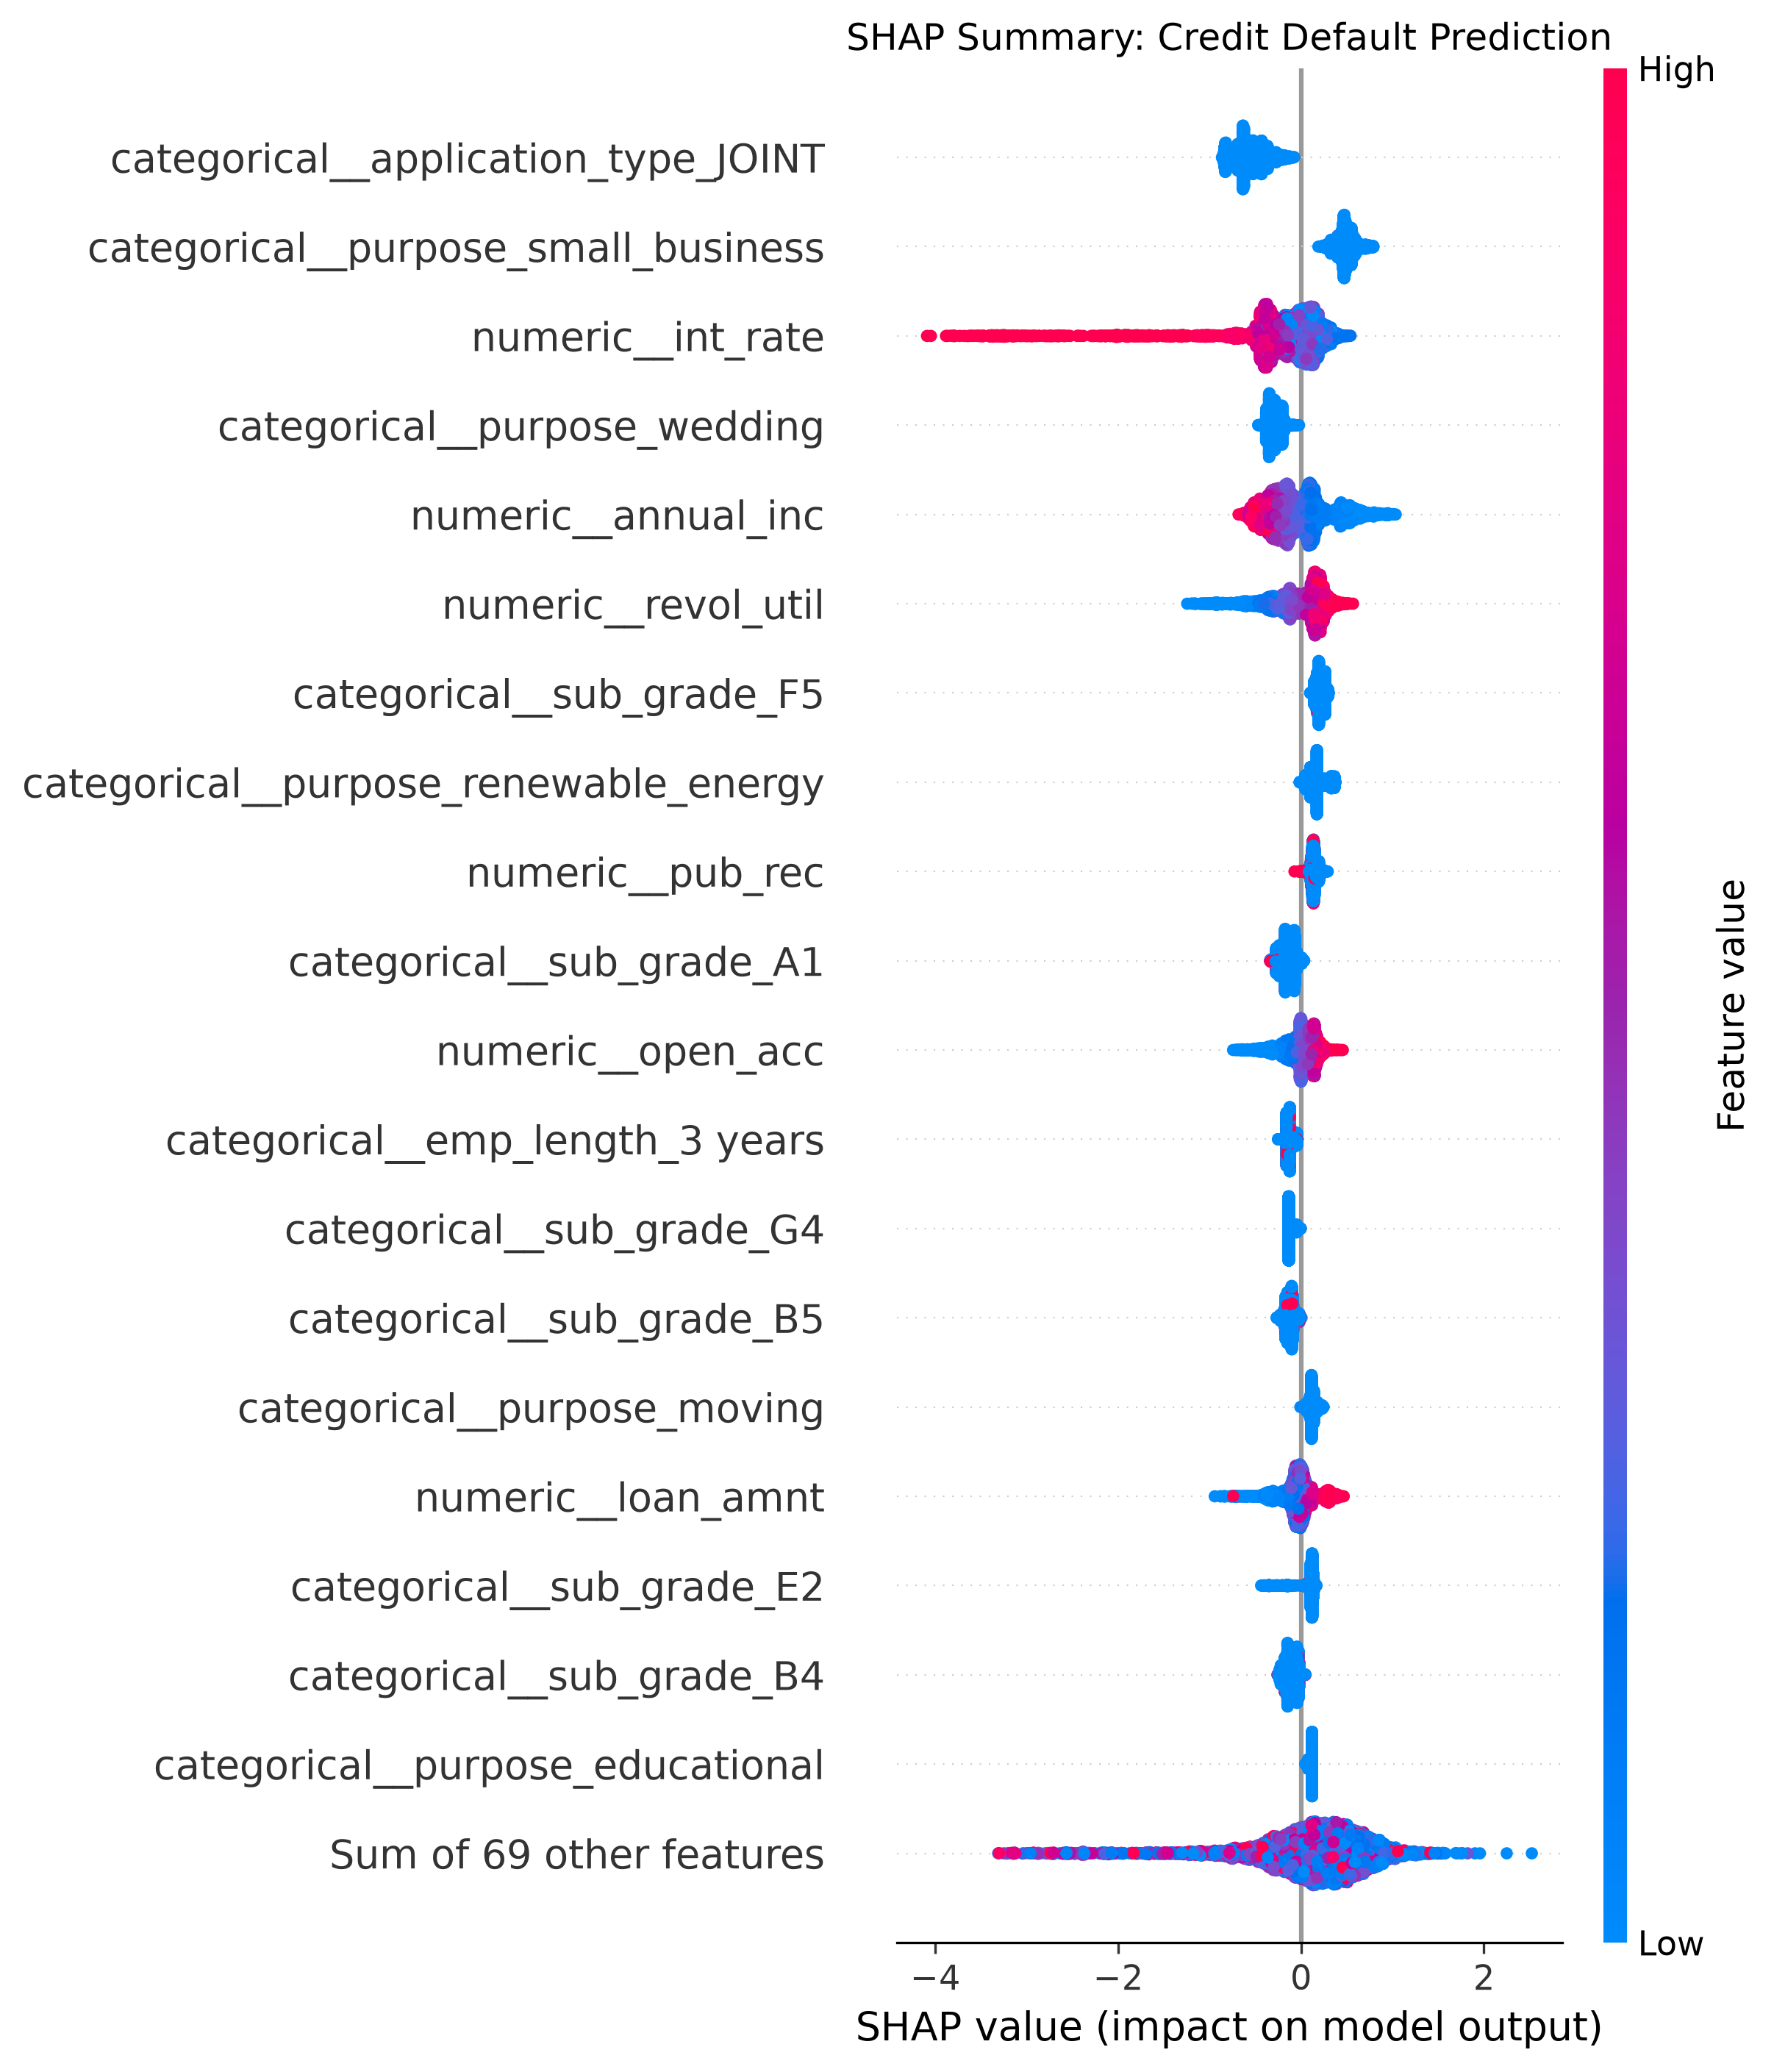 SHAP Summary: Credit Default Prediction
High
categorical__application_type_JOINT
categorical__purpose_small_business
numeric__int_rate
categorical__purpose_wedding
numeric__annual_inc
numeric__revol_util
categorical__sub_grade_F5
categorical__purpose_renewable_energy
numeric__pub_rec
categorical__sub_grade_A1
numeric__open_acc
categorical__emp_length_3 years
categorical__sub_grade_G4
categorical__sub_grade_B5
categorical__purpose_moving
numeric__loan_amnt
categorical__sub_grade_E2
categorical__sub_grade_B4
categorical__purpose_educational
Sum of 69 other features
Feature value
Low
−4 −2 0 2
SHAP value (impact on model output)